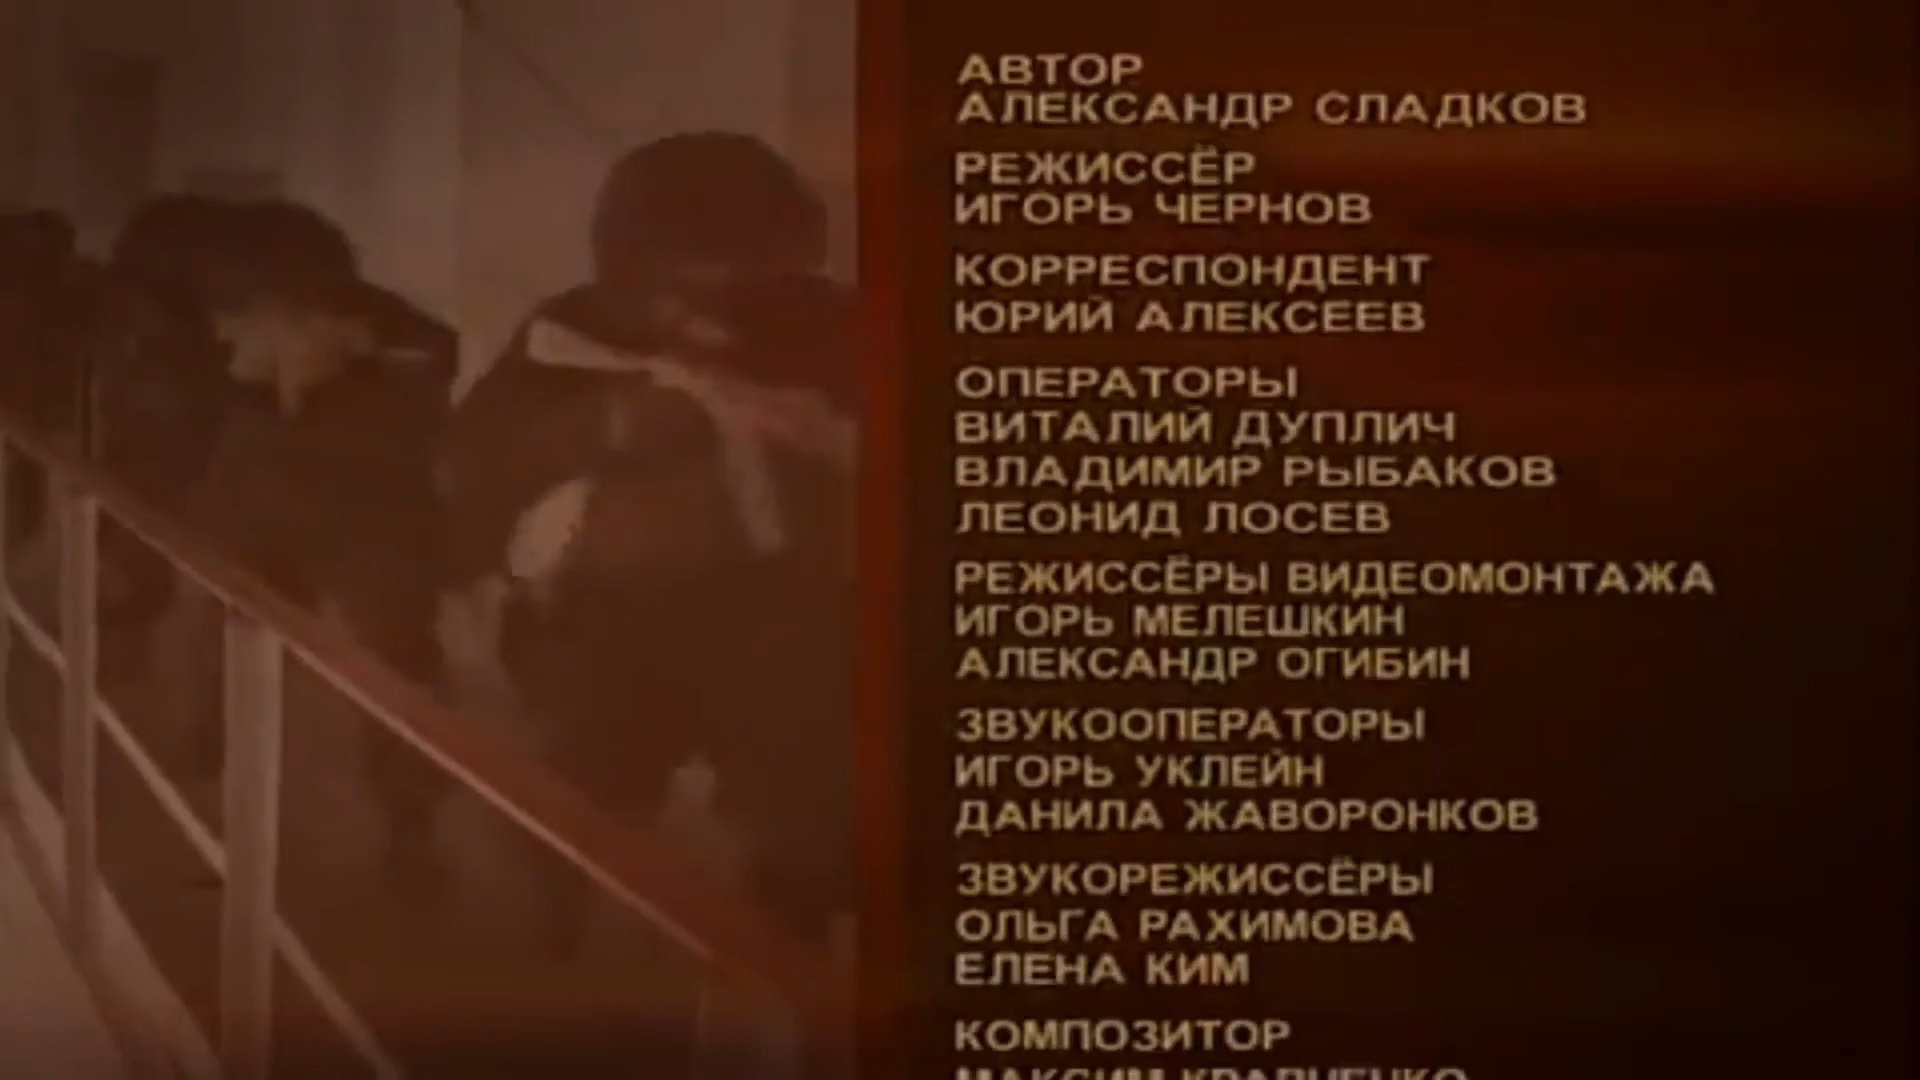 АВТОР
АЛЕКСАНДР СЛАДКОВ
РЕЖИССЁР
ИГОРЬ ЧЕРНОВ
КОРРЕСПОНДЕНТ
ЮРИЙ АЛЕКСЕЕВ
ОПЕРАТОРЫ
ВИТАЛИЙ ДУПЛИЧ
ВЛАДИМИР РЫБАКОВ
ЛЕОНИД ЛОСЕВ
РЕЖИССЁРЫ ВИДЕОМОНТАЖА
ИГОРЬ МЕЛЕШКИН
АЛЕКСАНДР ОГИБИН
ЗВУКООПЕРАТОРЫ
ИГОРЬ УКЛЕЙН
ДАНИЛА ЖАВОРОНКОВ
ЗВУКОРЕЖИССЁРЫ
ОЛЬГА РАХИМОВА
ЕЛЕНА КИМ
КОМПОЗИТОР
МАКСИМ